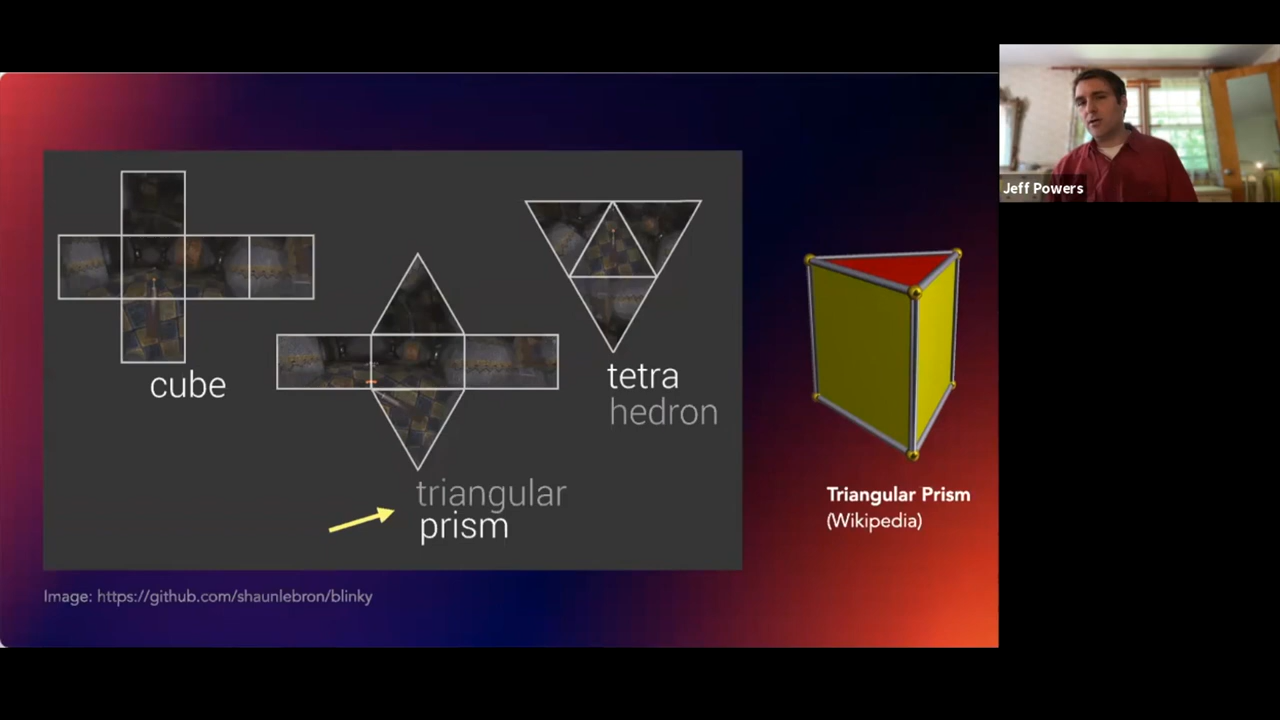 cube
tetra
hedron
triangular
prism
Triangular Prism
(Wikipedia)
Image: https://github.com/shaunlebron/blinky
Jeff Powers